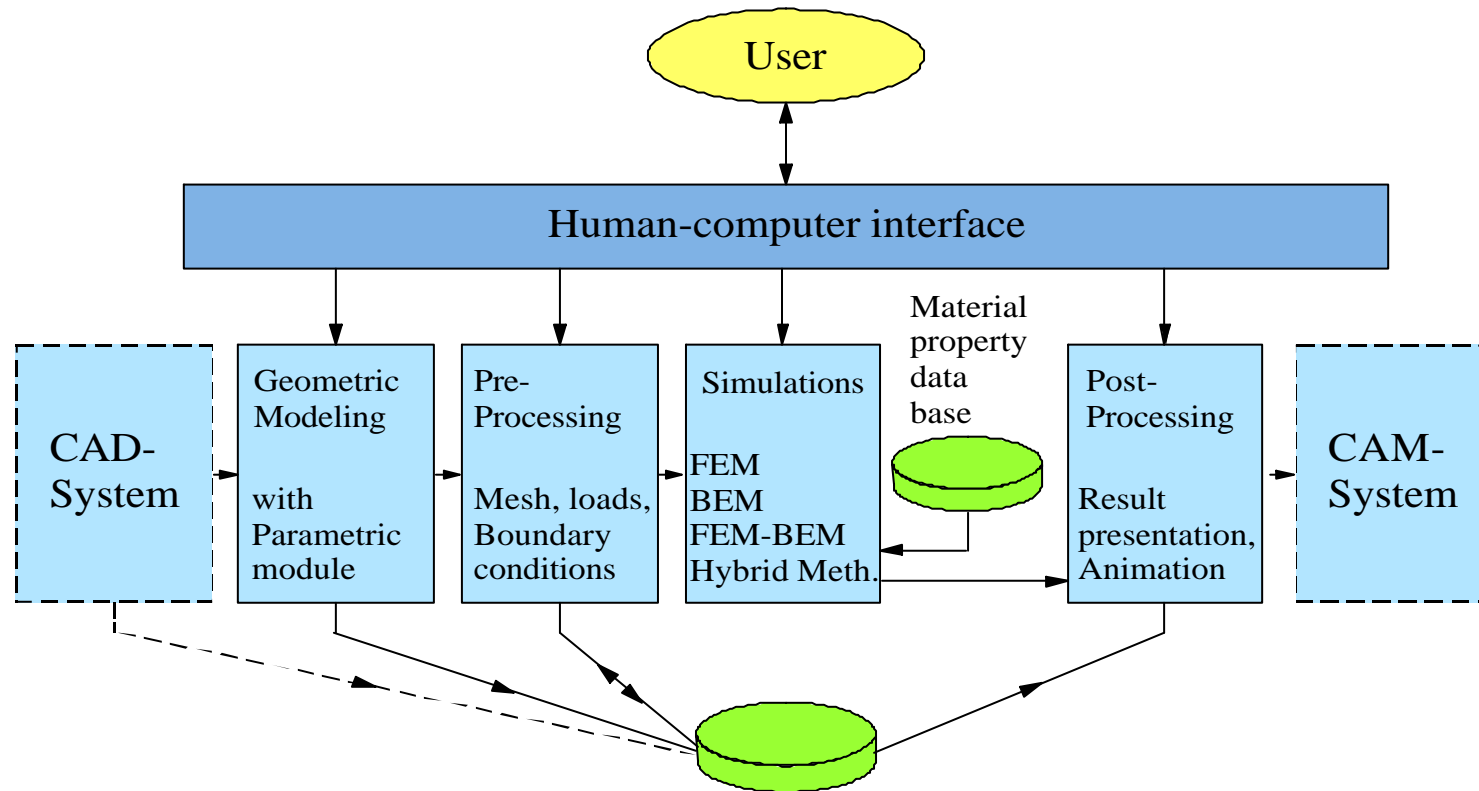 User
Human-computer interface
Material
property
data
base
CAD-
System
Geometric
Modeling
with
Parametric
module
Pre-
Processing
Mesh, loads,
Boundary
conditions
Simulations
FEM
BEM
FEM-BEM
Hybrid Meth.
Post-
Processing
Result
presentation,
Animation
CAM-
System